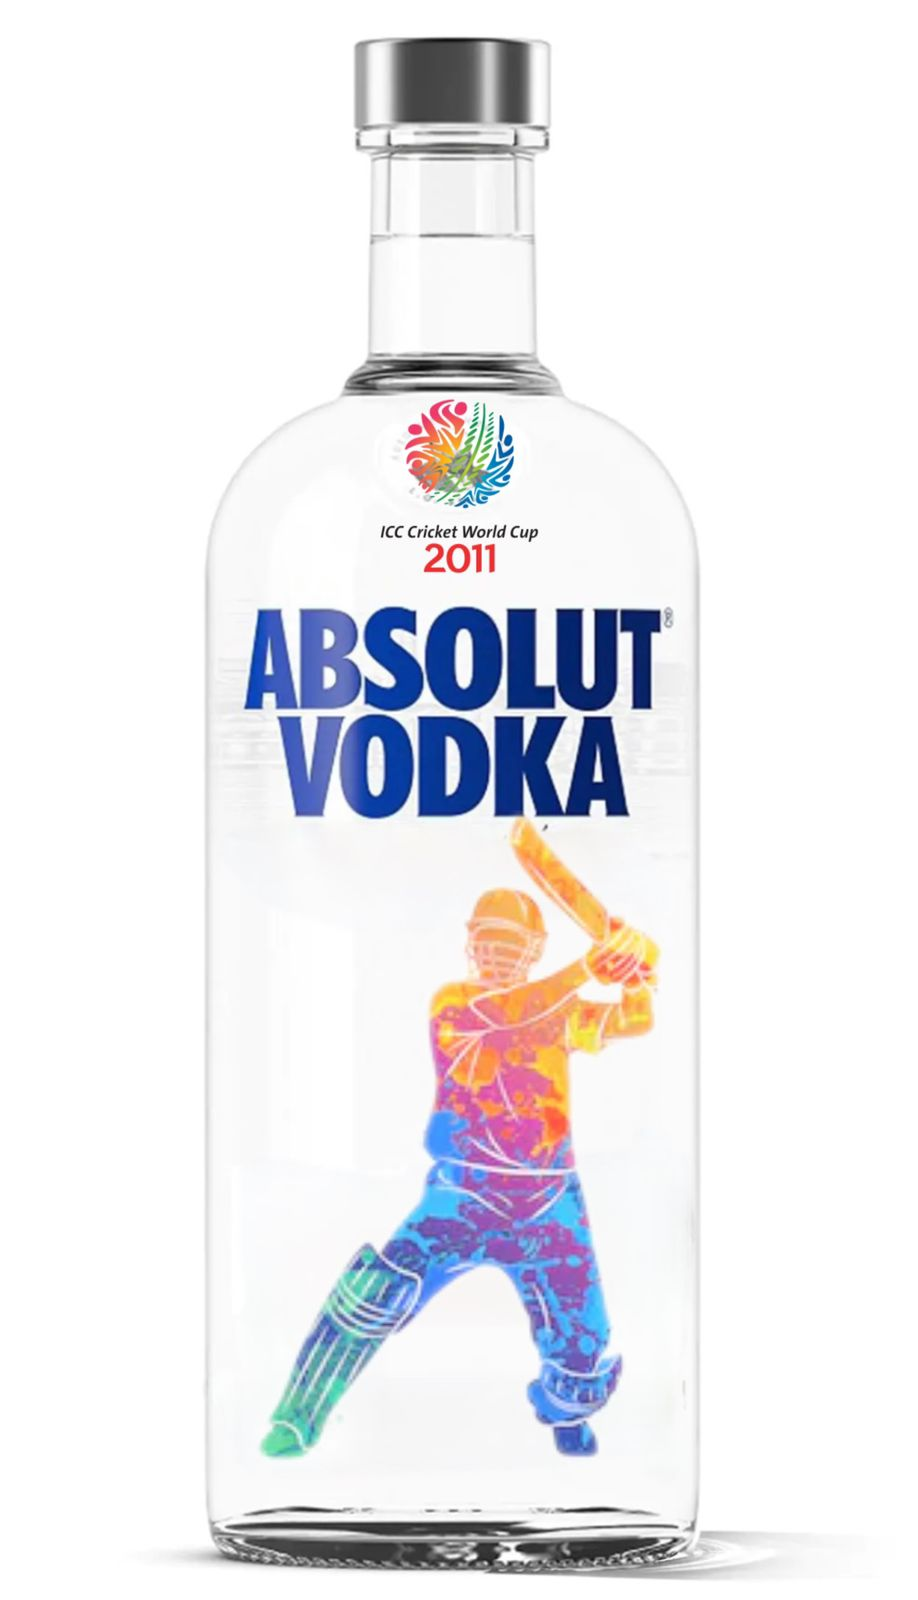 ICC Cricket World Cup
2011
ABSOLUT®
VODKA